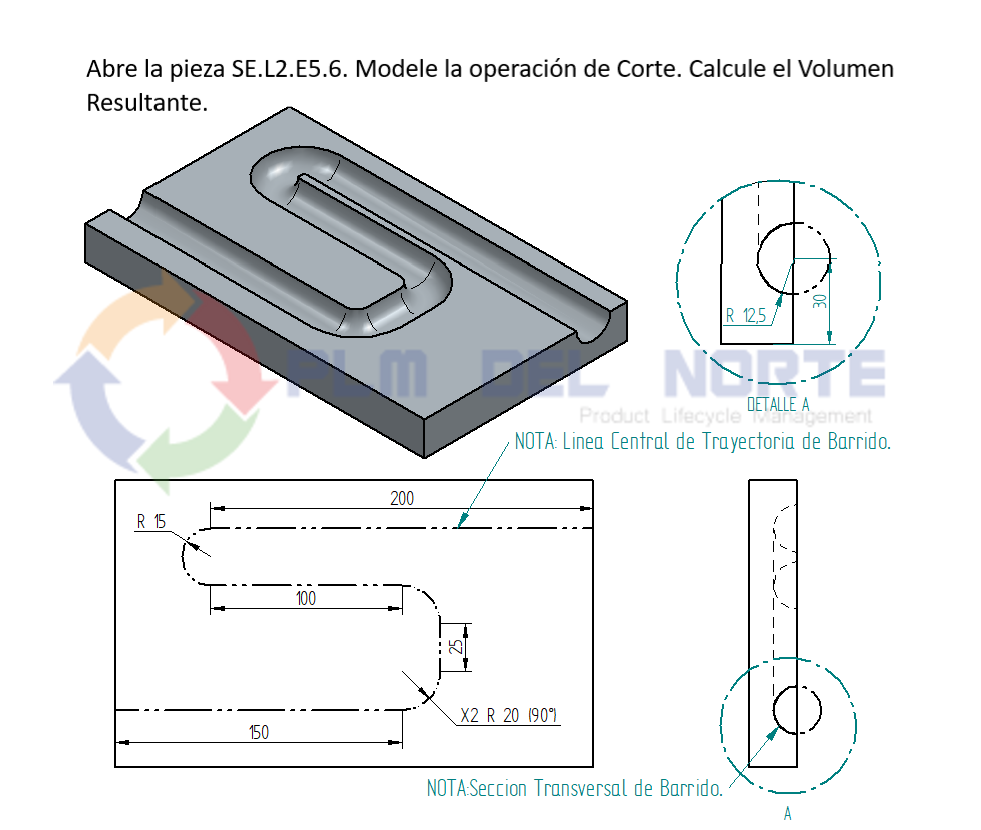 Abre la pieza SE.L2.E5.6. Modele la operación de Corte. Calcule el Volumen
Resultante.
R 12,5
30
DETALLE A
PLM DEL NORTE
Product Lifecycle Management
NOTA: Linea Central de Trayectoria de Barrido.
200
R 15
100
25
X2 R 20 (90°)
150
NOTA:Seccion Transversal de Barrido.
A